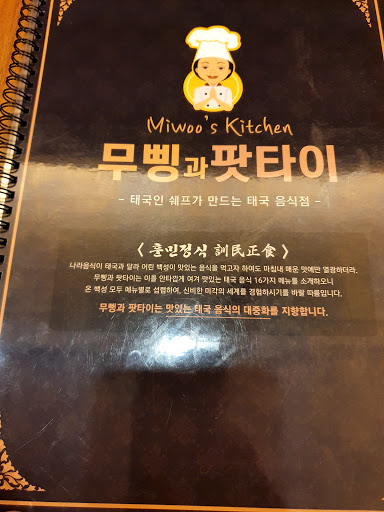 Miwoo's Kitchen
무삥과 팟타이
- 태국인 쉐프가 만드는 태국 음식점 -
< 훈민정식 訓民正食 >
나라음식이 태국과 달라 어린 백성이 맛있는 음식을 먹고자 하여도 마침내 매운 맛에만 열광하더라.
무삥과 팟타이는 이를 안타깝게 여겨 맛있는 태국 음식 16가지 메뉴를 소개하오니
온 백성 모두 메뉴별로 섭렵하여, 신비한 미각의 세계를 경험하시기를 바랄 따름입니다.
무삥과 팟타이는 맛있는 태국 음식의 대중화를 지향합니다.